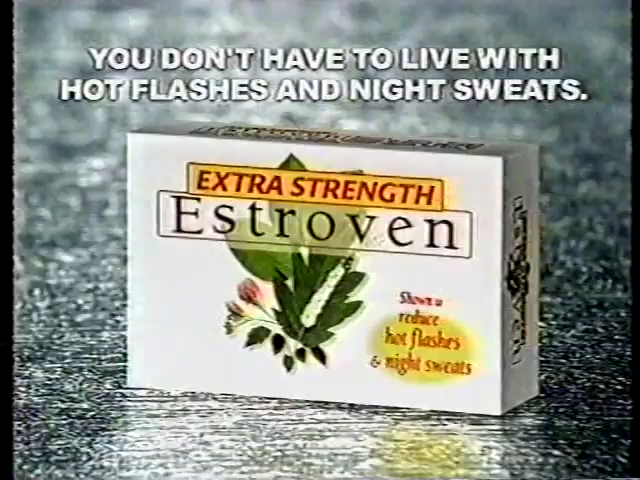 YOU DON'T HAVE TO LIVE WITH
HOT FLASHES AND NIGHT SWEATS.
EXTRA STRENGTH
Estroven
Shown to
reduce
hot flashes
& night sweats